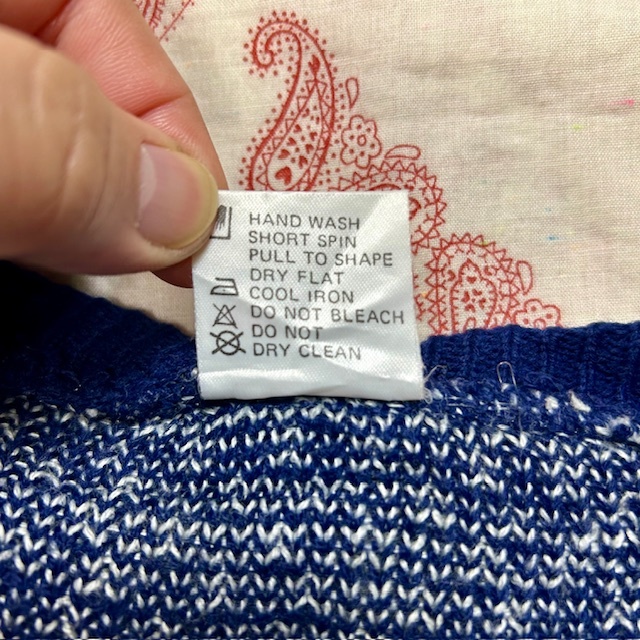 HAND WASH
SHORT SPIN
PULL TO SHAPE
DRY FLAT
COOL IRON
DO NOT BLEACH
DO NOT
DRY CLEAN